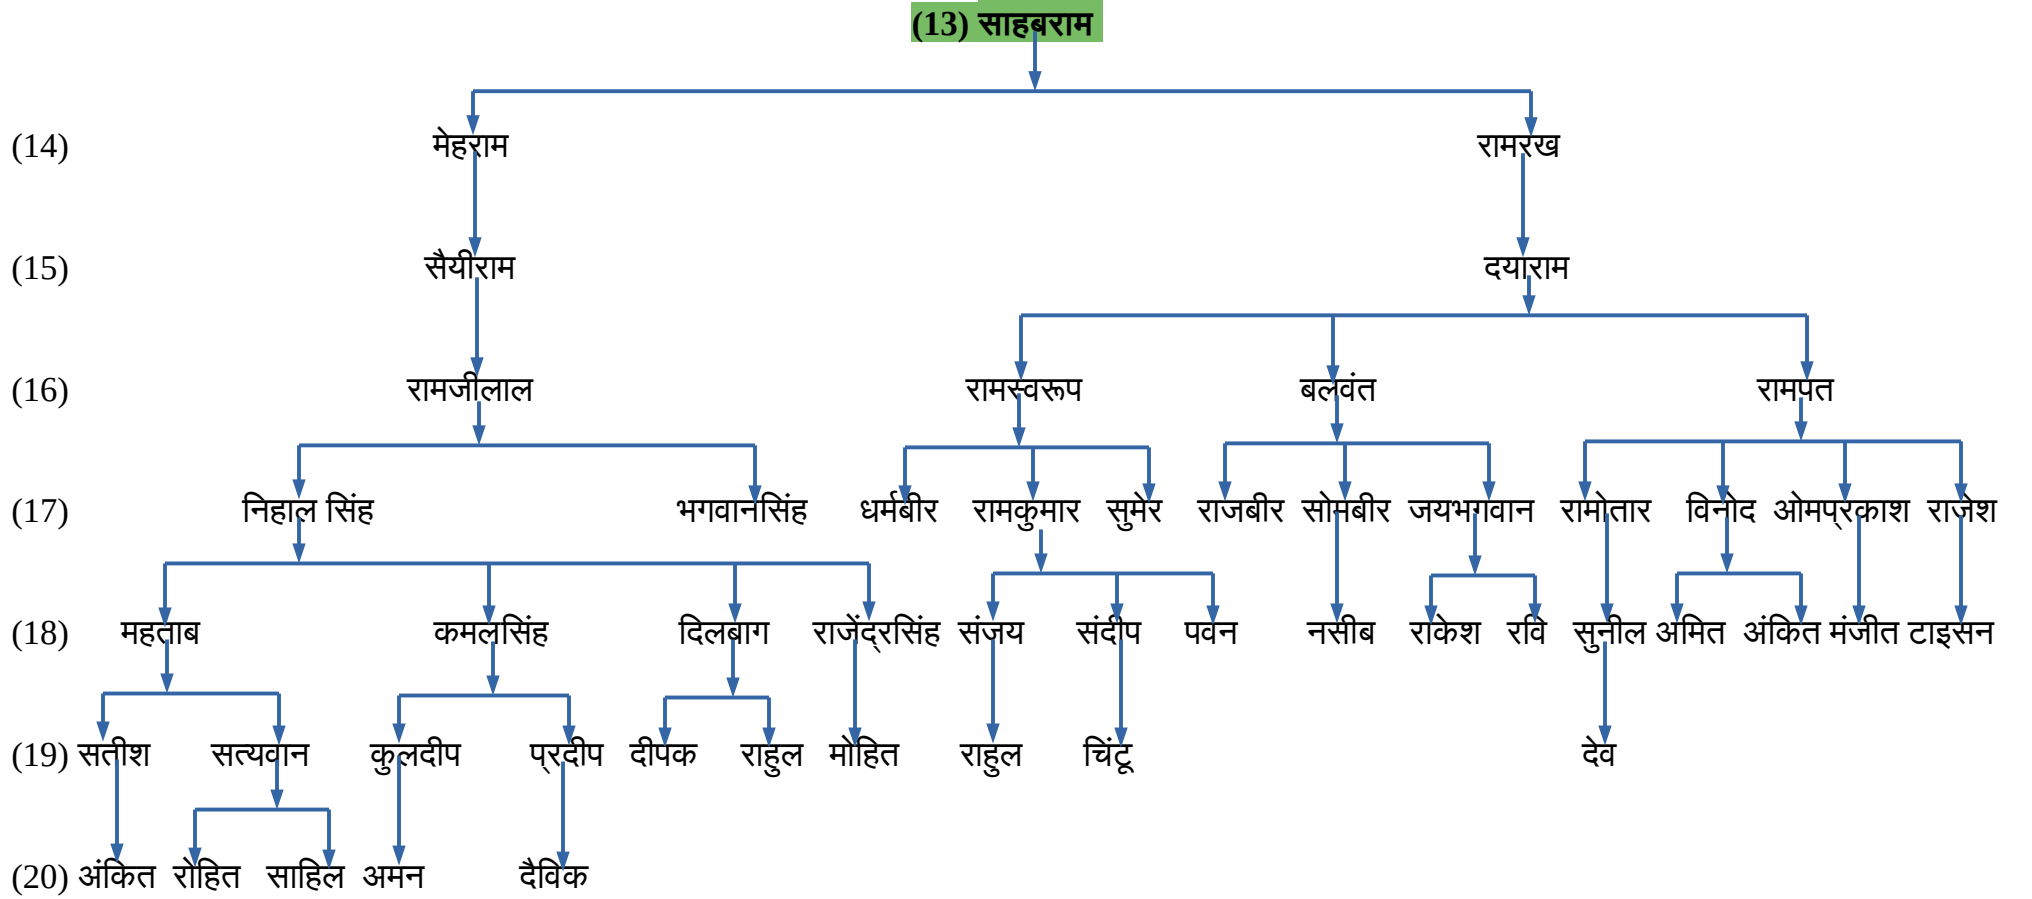 (13) साहबराम
(14) मेहराम रामरख
(15) सैयीराम दयाराम
(16) रामजीलाल रामस्वरूप बलवंत रामपत
(17) निहाल सिंह भगवानसिंह धर्मबीर रामकुमार सुमेर राजबीर सोमबीर जयभगवान रामोतार विनोद ओमप्रकाश राजेश
(18) महताब कमलसिंह दिलबाग राजेंद्रसिंह संजय संदीप पवन नसीब राकेश रवि सुनील अमित अंकित मंजीत टाइसन
(19) सतीश सत्यवान कुलदीप प्रदीप दीपक राहुल मोहित राहुल चिंटू देव
(20) अंकित रोहित साहिल अमन दैविक